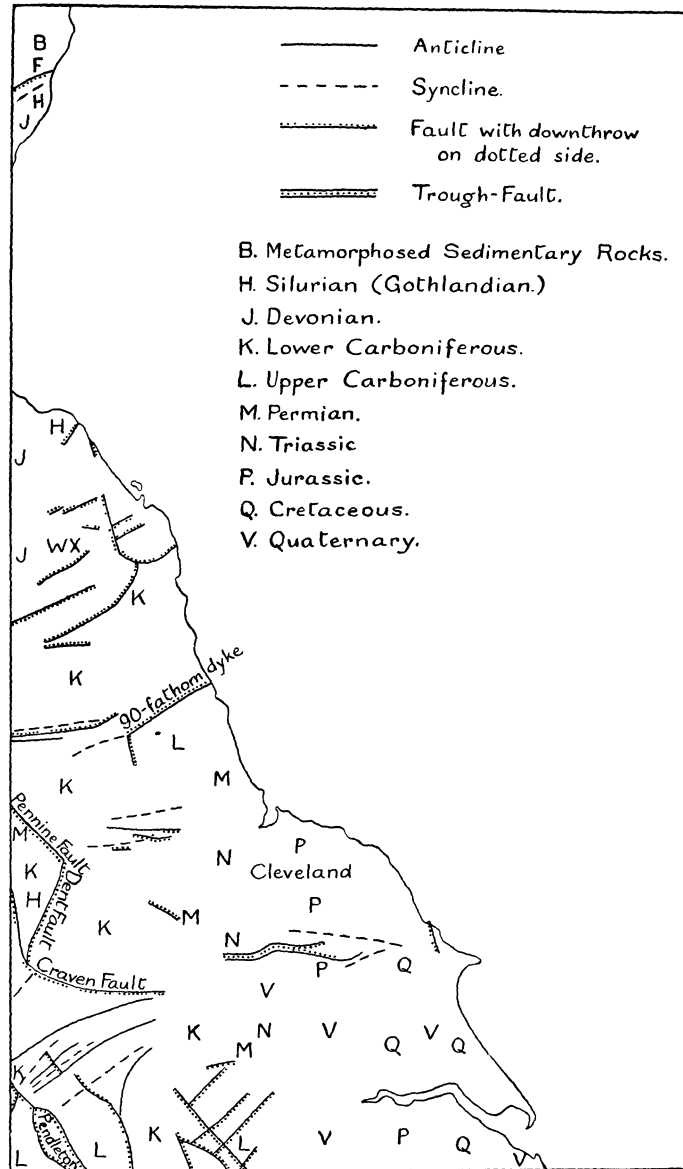 B
F
H
J
Anticline
Syncline.
Fault with downthrow
on dotted side.
Trough-Fault.
B. Metamorphosed Sedimentary Rocks.
H. Silurian (Gothlandian.)
J. Devonian.
K. Lower Carboniferous.
L. Upper Carboniferous.
M. Permian.
N. Triassic
P. Jurassic.
Q. Cretaceous.
V. Quaternary.
H
J
WX
J
K
K
90-fathom dyke
L
M
K
Pennine Fault
M
P
N
K
Cleveland
H
Dent Fault
P
M
K
N
P
Q
Craven Fault
V
K
N
V
V
M
Q
Q
K
Pendleton
L
L
K
L
V
P
Q
V